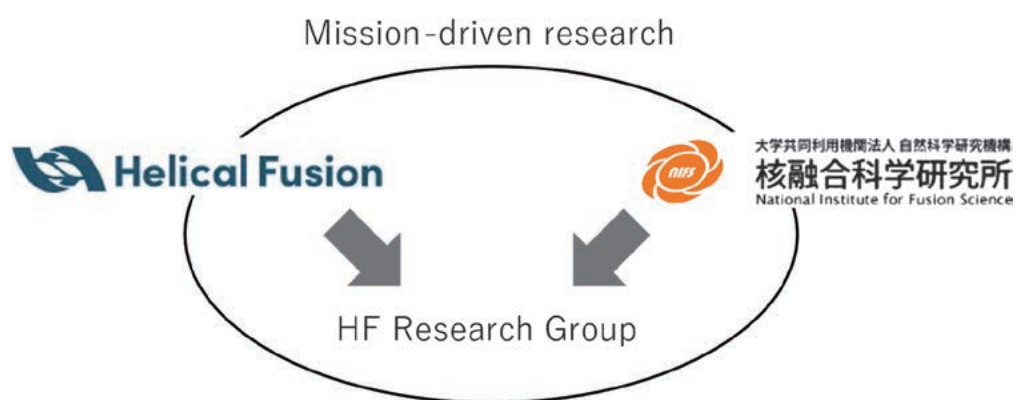 Mission-driven research
Helical Fusion
大学共同利用機関法人 自然科学研究機構
核融合科学研究所
National Institute for Fusion Science
NIFS
HF Research Group